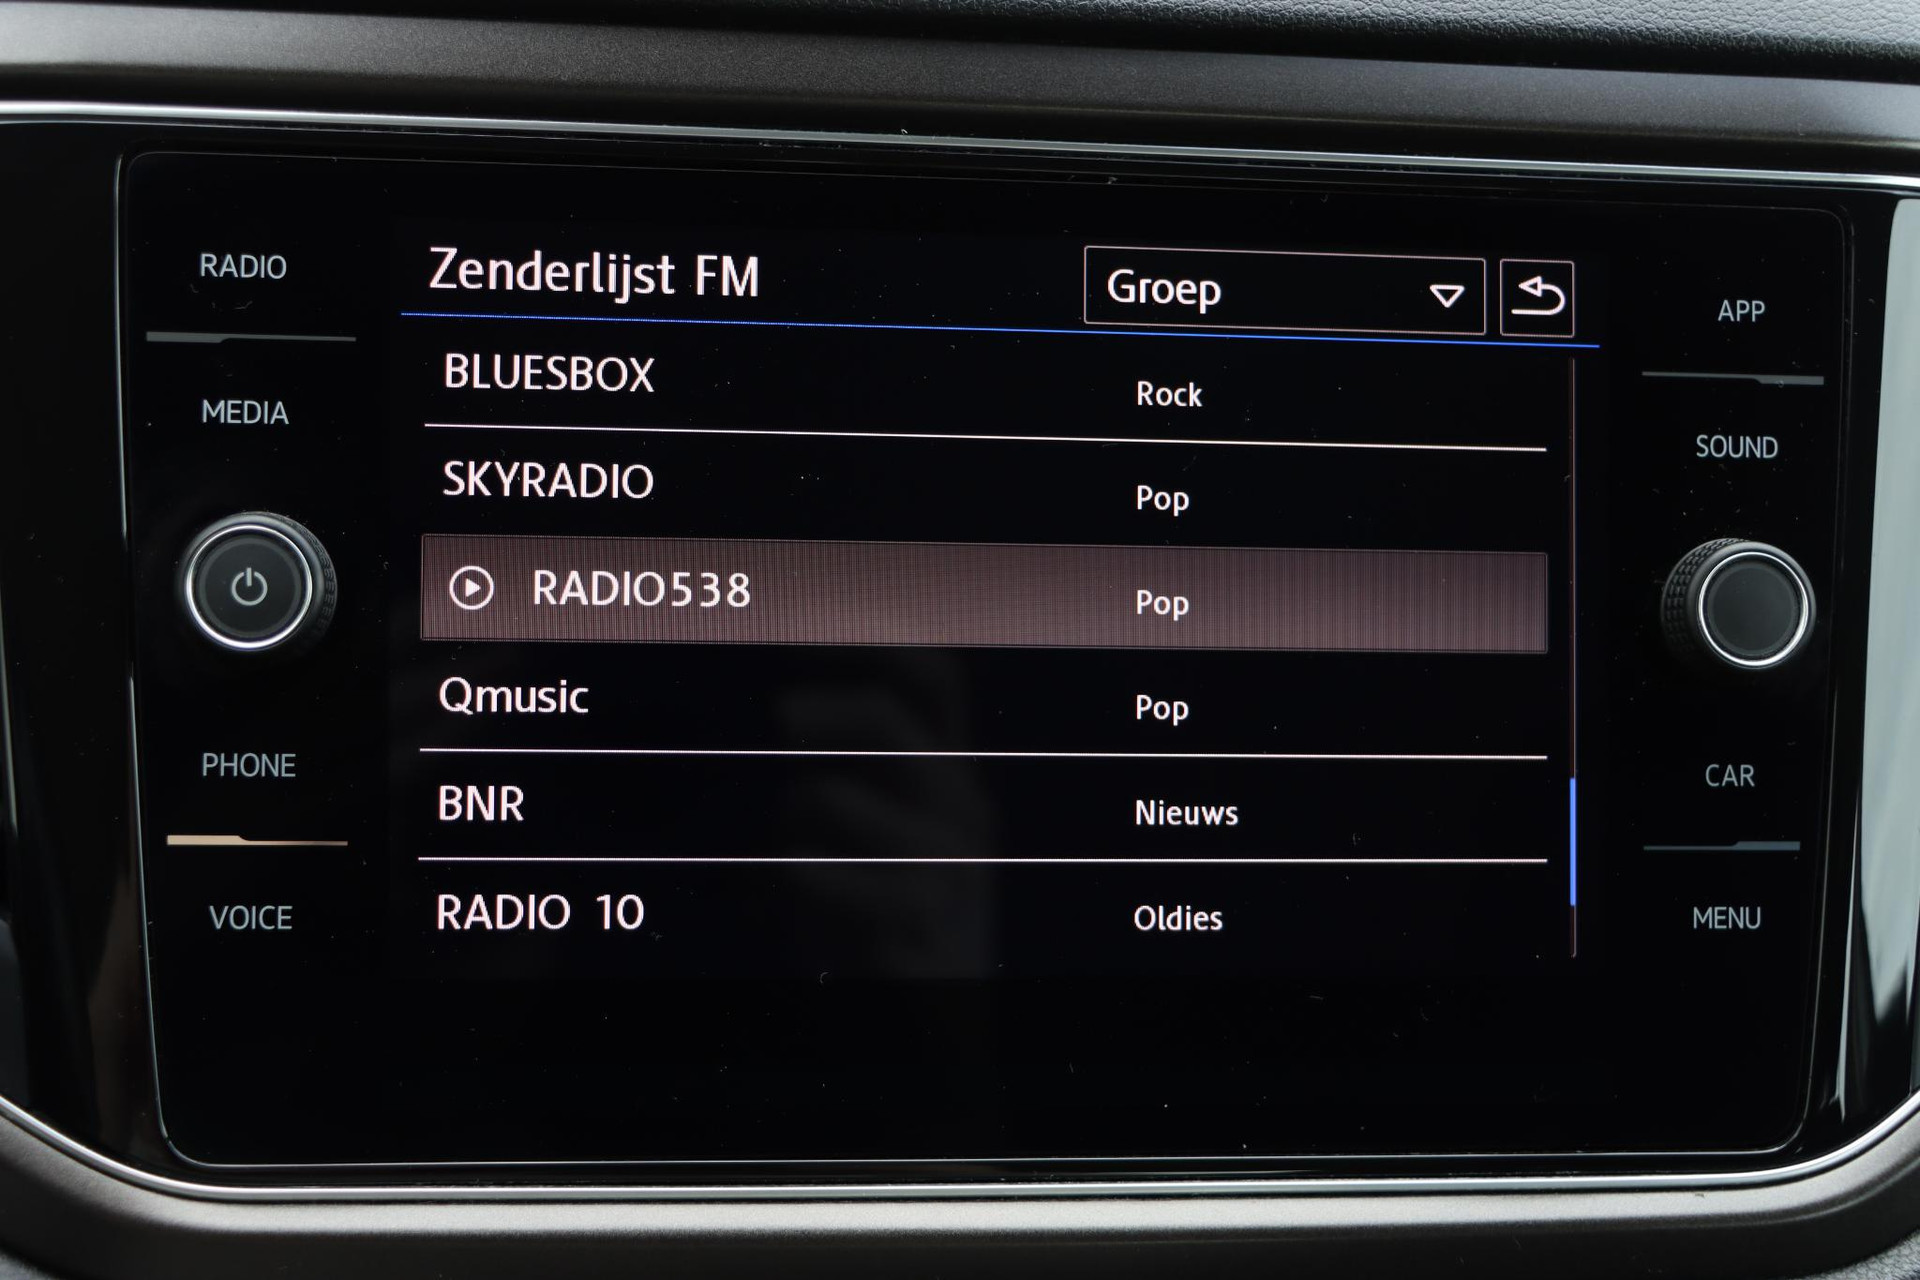 RADIO
MEDIA
PHONE
VOICE
Zenderlijst FM
Groep
BLUESBOX Rock
SKYRADIO Pop
RADIO538 Pop
Qmusic Pop
BNR Nieuws
RADIO 10 Oldies
APP
SOUND
CAR
MENU